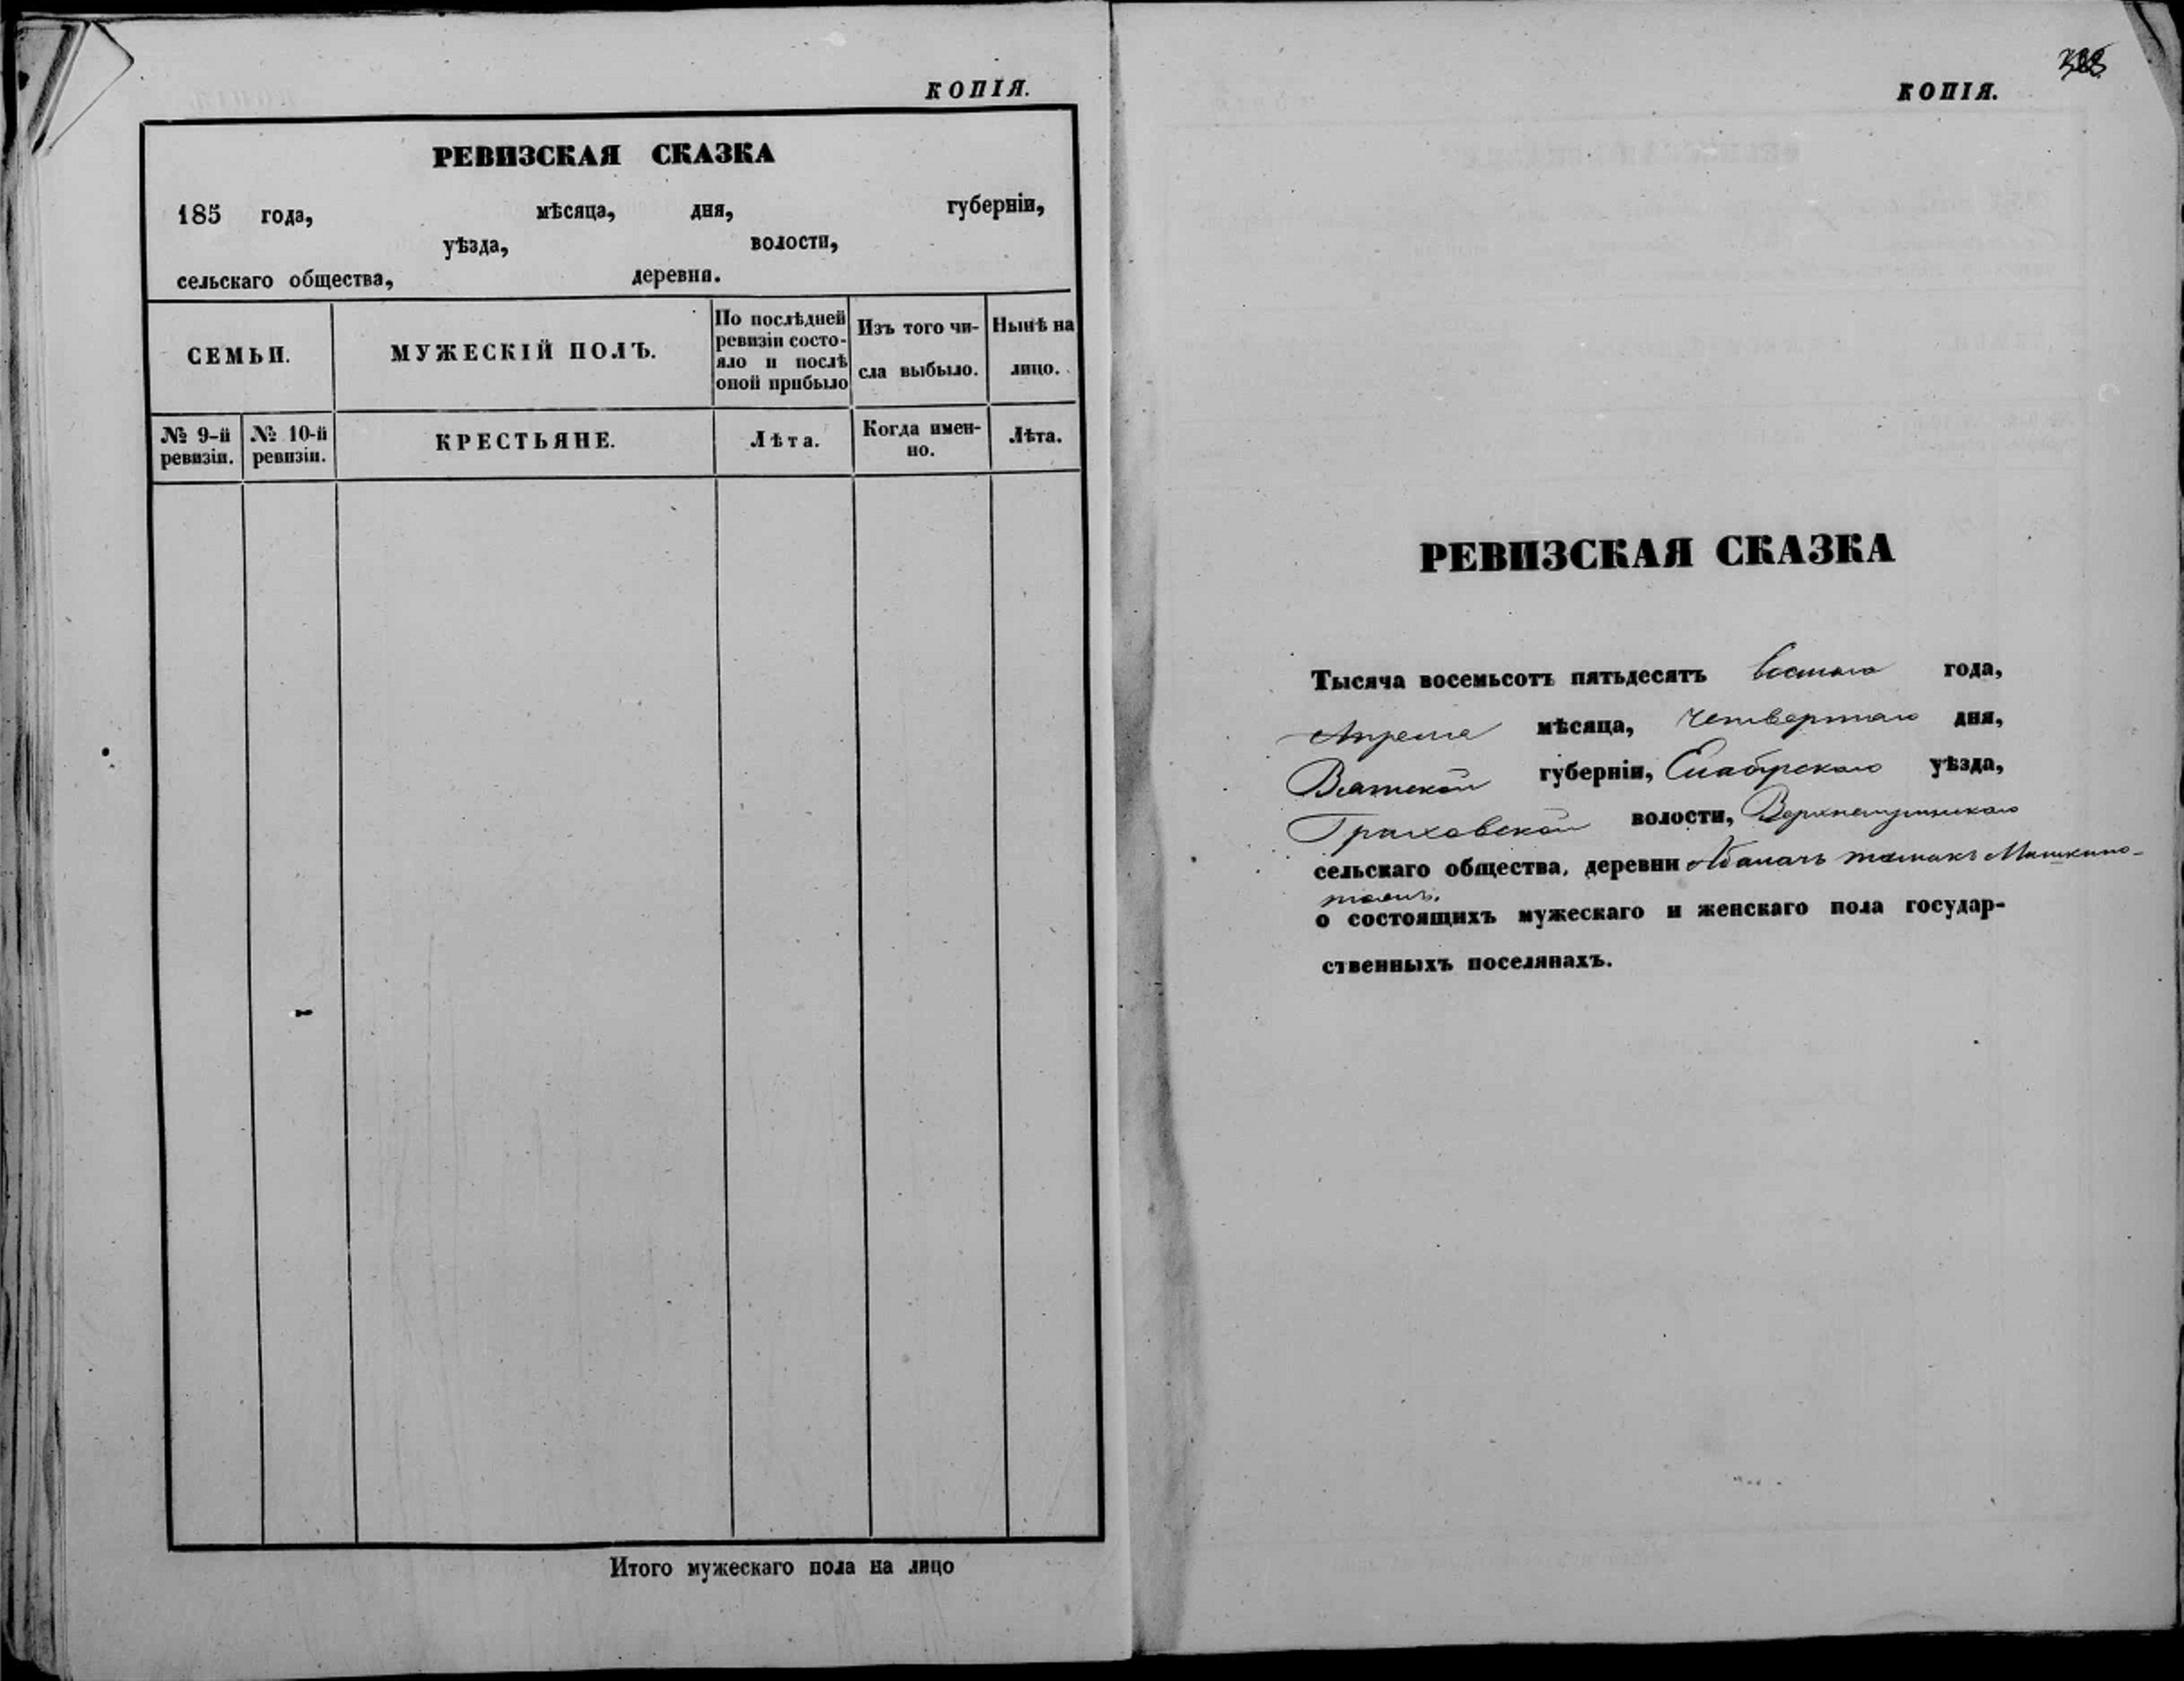 КОПІЯ.
РЕВИЗСКАЯ СКАЗКА
185 года, мѣсяца, дня, губерніи,
уѣзда, волости,
сельскаго общества, деревни.
СЕМЬИ.
МУЖЕСКІЙ ПОЛЪ.
По послѣдней
ревизіи состо-
яло и послѣ
оной прибыло
Изъ того чи-
сла выбыло.
Нынѣ на
лицо.
№ 9-й
ревизіи.
№ 10-й
ревизіи.
КРЕСТЬЯНЕ.
Лѣта.
Когда имен-
но.
Лѣта.
Итого мужескаго пола на лицо
КОПІЯ.
РЕВИЗСКАЯ СКАЗКА
Тысяча восемьсотъ пятьдесятъ восьмаго года,
Апреля мѣсяца, четвертаго дня,
Вятской губерніи, Елабужскаго уѣзда,
Граховской волости,
сельскаго общества, деревни
о состоящихъ мужескаго и женскаго пола государ-
ственныхъ поселянахъ.